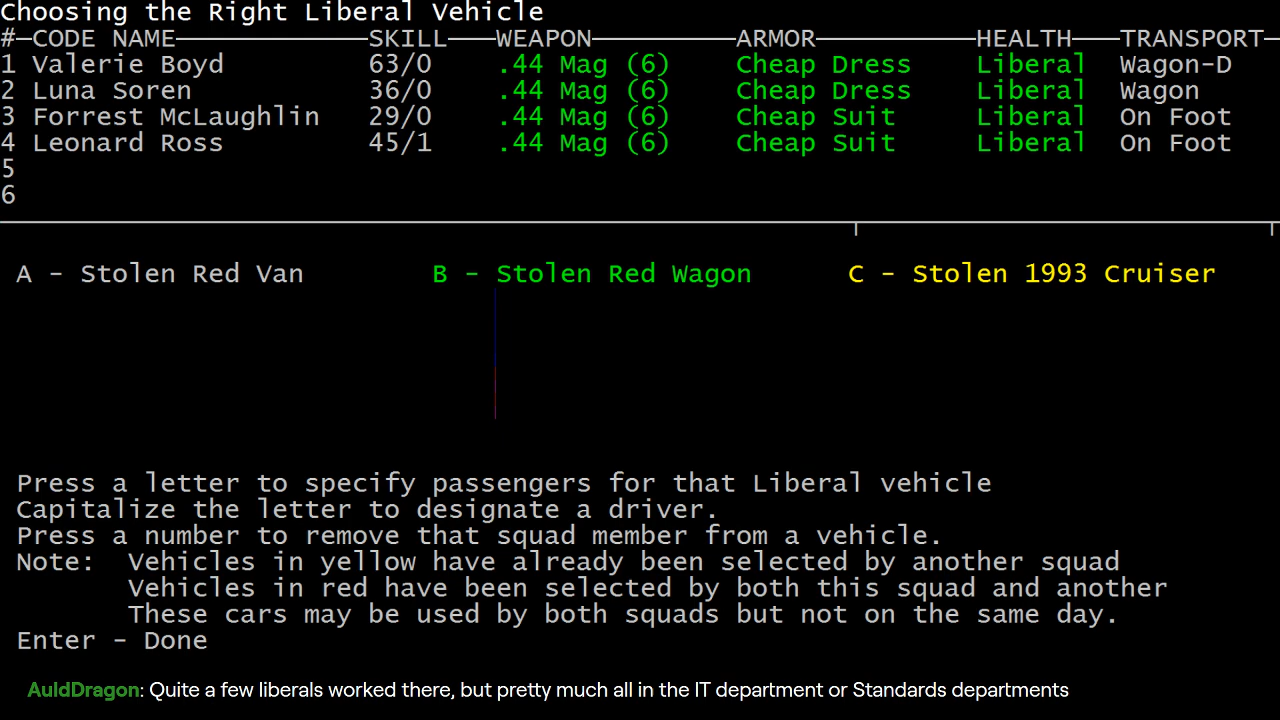 Choosing the Right Liberal Vehicle
#—CODE NAME————————————SKILL———WEAPON—————————ARMOR——————————HEALTH———TRANSPORT—
1 Valerie Boyd 63/0 .44 Mag (6) Cheap Dress Liberal Wagon-D
2 Luna Soren 36/0 .44 Mag (6) Cheap Dress Liberal Wagon
3 Forrest McLaughlin 29/0 .44 Mag (6) Cheap Suit Liberal On Foot
4 Leonard Ross 45/1 .44 Mag (6) Cheap Suit Liberal On Foot
5
6
A - Stolen Red Van B - Stolen Red Wagon C - Stolen 1993 Cruiser
Press a letter to specify passengers for that Liberal vehicle
Capitalize the letter to designate a driver.
Press a number to remove that squad member from a vehicle.
Note: Vehicles in yellow have already been selected by another squad
Vehicles in red have been selected by both this squad and another
These cars may be used by both squads but not on the same day.
Enter - Done
AuldDragon: Quite a few liberals worked there, but pretty much all in the IT department or Standards departments